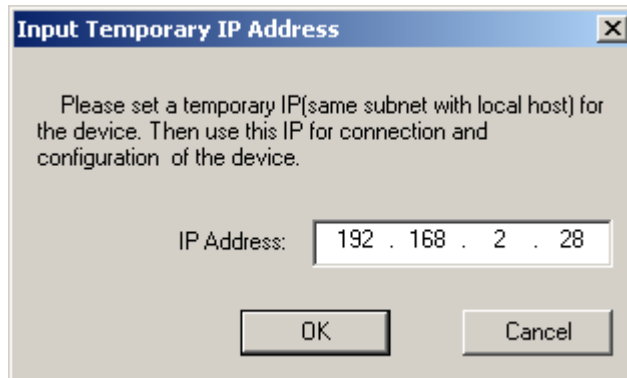 Input Temporary IP Address
Please set a temporary IP(same subnet with local host) for
the device. Then use this IP for connection and
configuration of the device.
IP Address: 192 . 168 . 2 . 28
OK Cancel